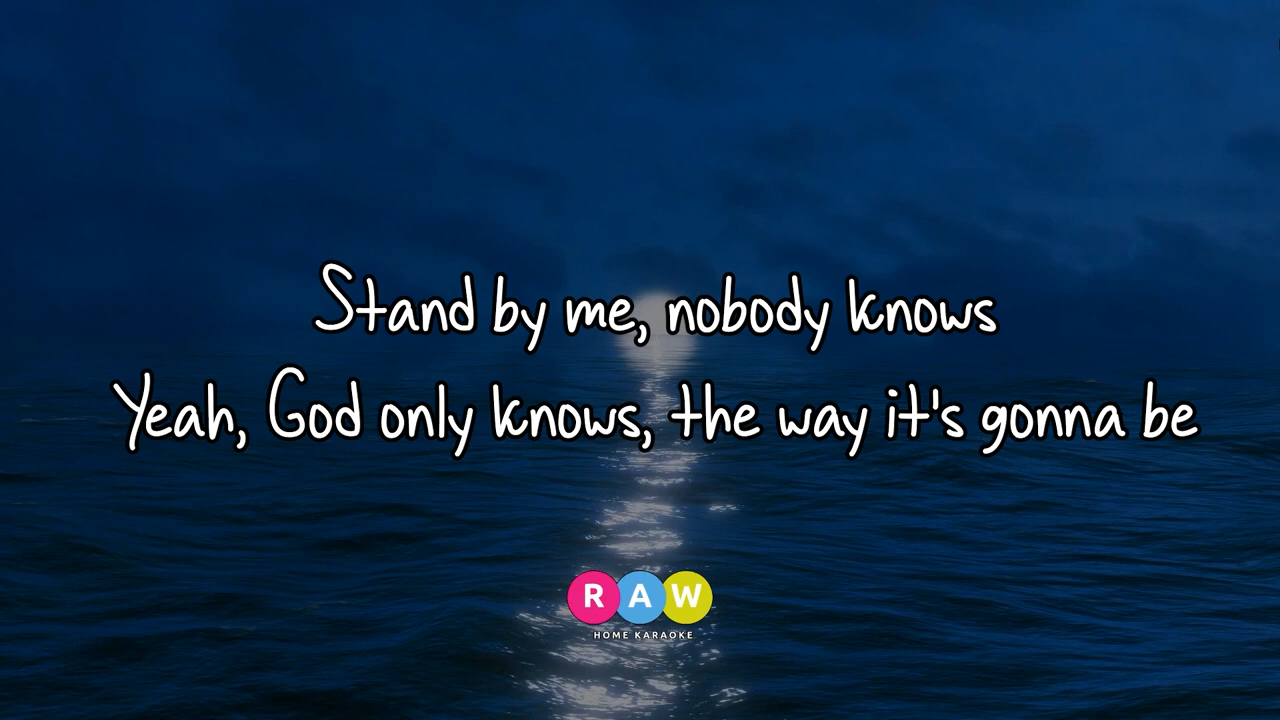 Stand by me, nobody knows
Yeah, God only knows, the way it's gonna be
R A W
HOME KARAOKE